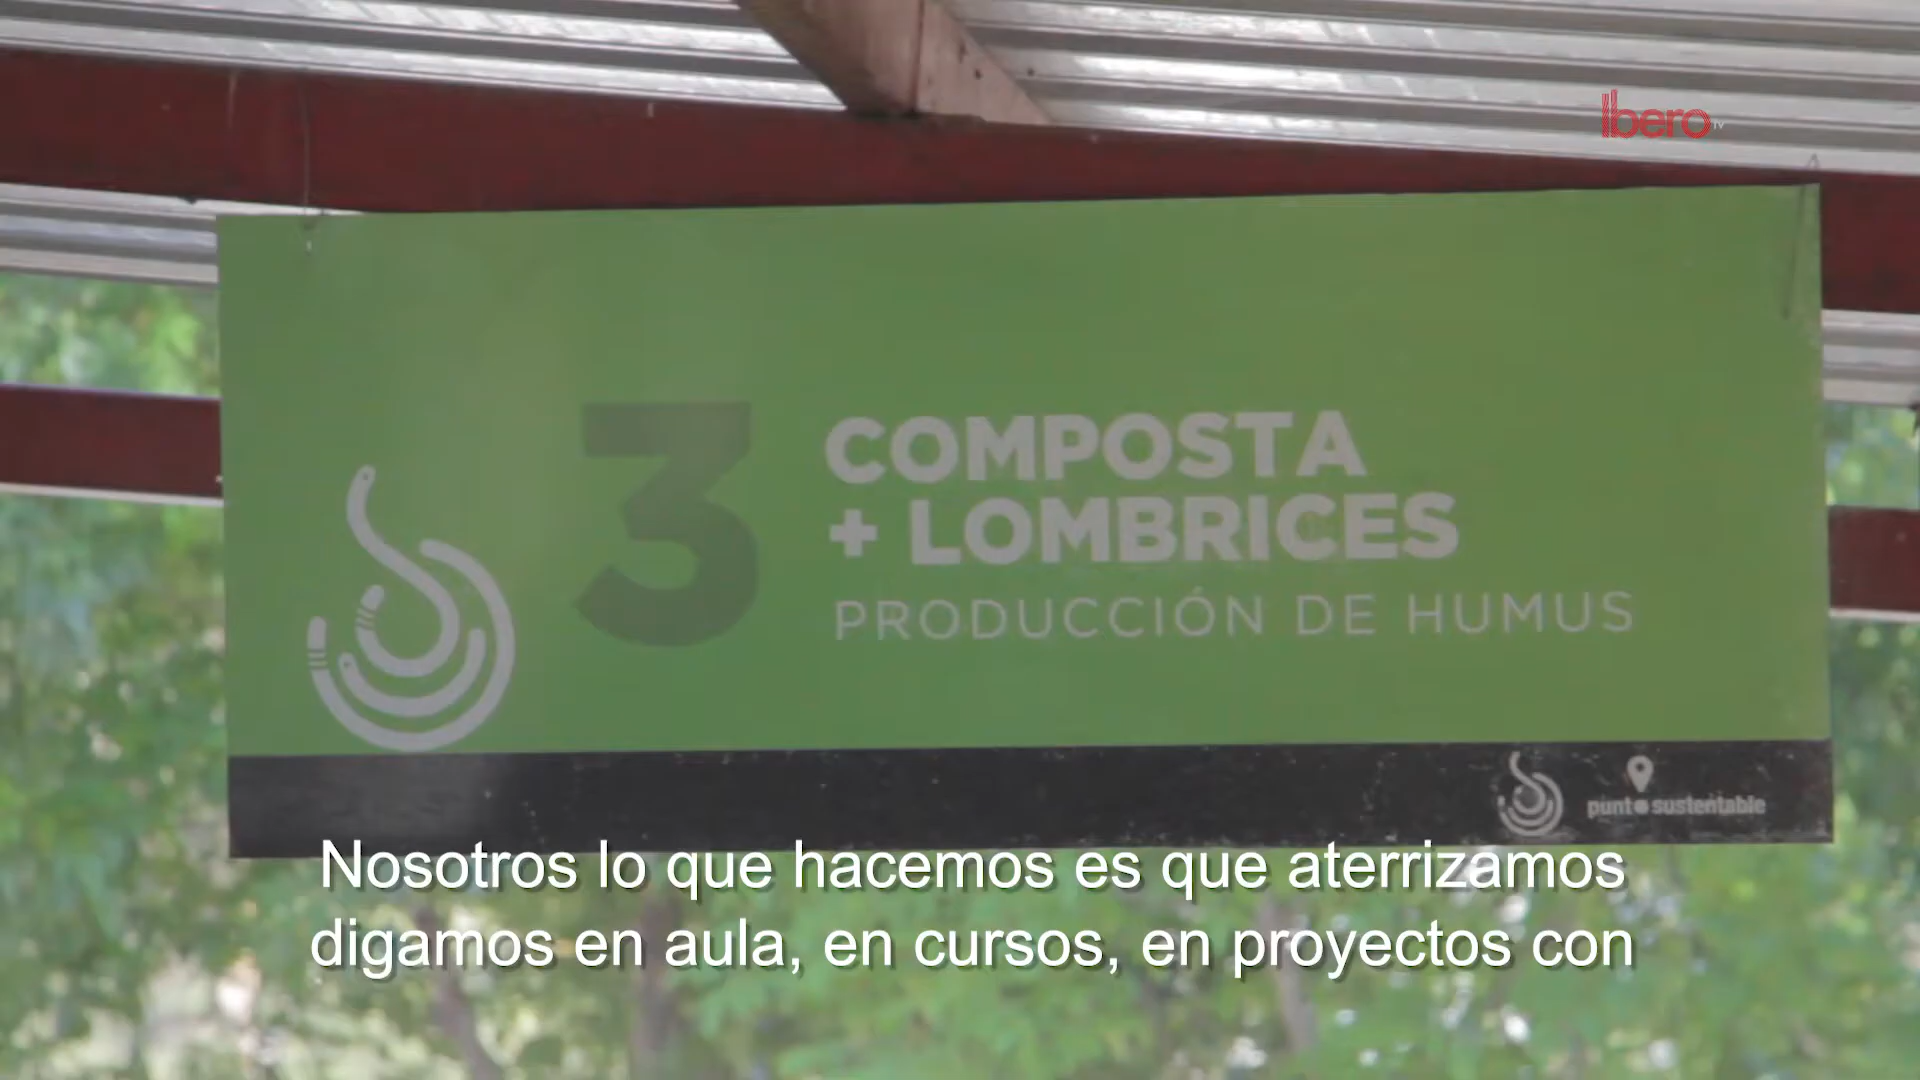 Ibero TV
3
COMPOSTA
+ LOMBRICES
PRODUCCIÓN DE HUMUS
punto sustentable
Nosotros lo que hacemos es que aterrizamos
digamos en aula, en cursos, en proyectos con